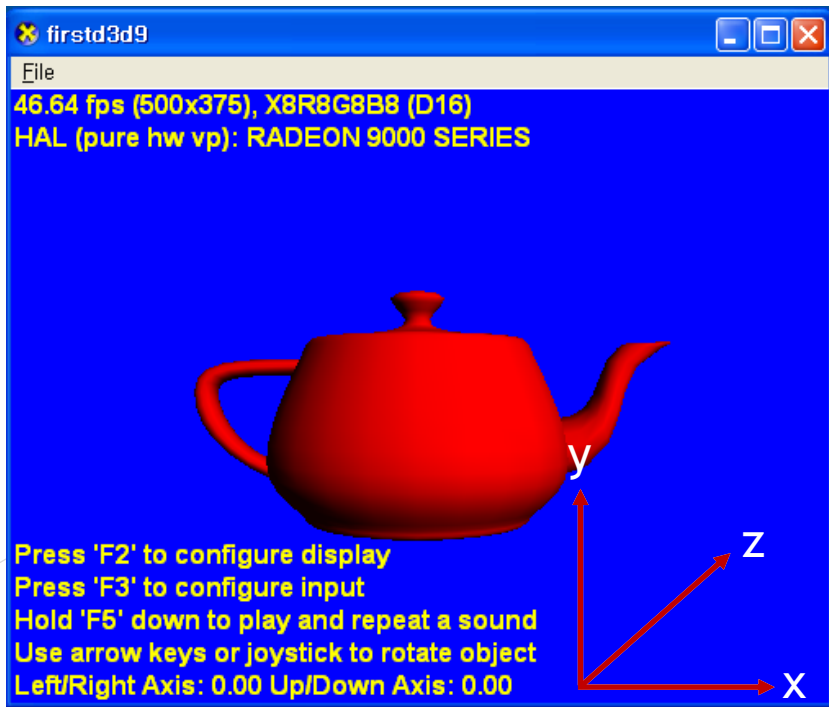 firstd3d9
File
46.64 fps (500x375), X8R8G8B8 (D16)
HAL (pure hw vp): RADEON 9000 SERIES
y
z
Press 'F2' to configure display
Press 'F3' to configure input
Hold 'F5' down to play and repeat a sound
Use arrow keys or joystick to rotate object
Left/Right Axis: 0.00 Up/Down Axis: 0.00
x